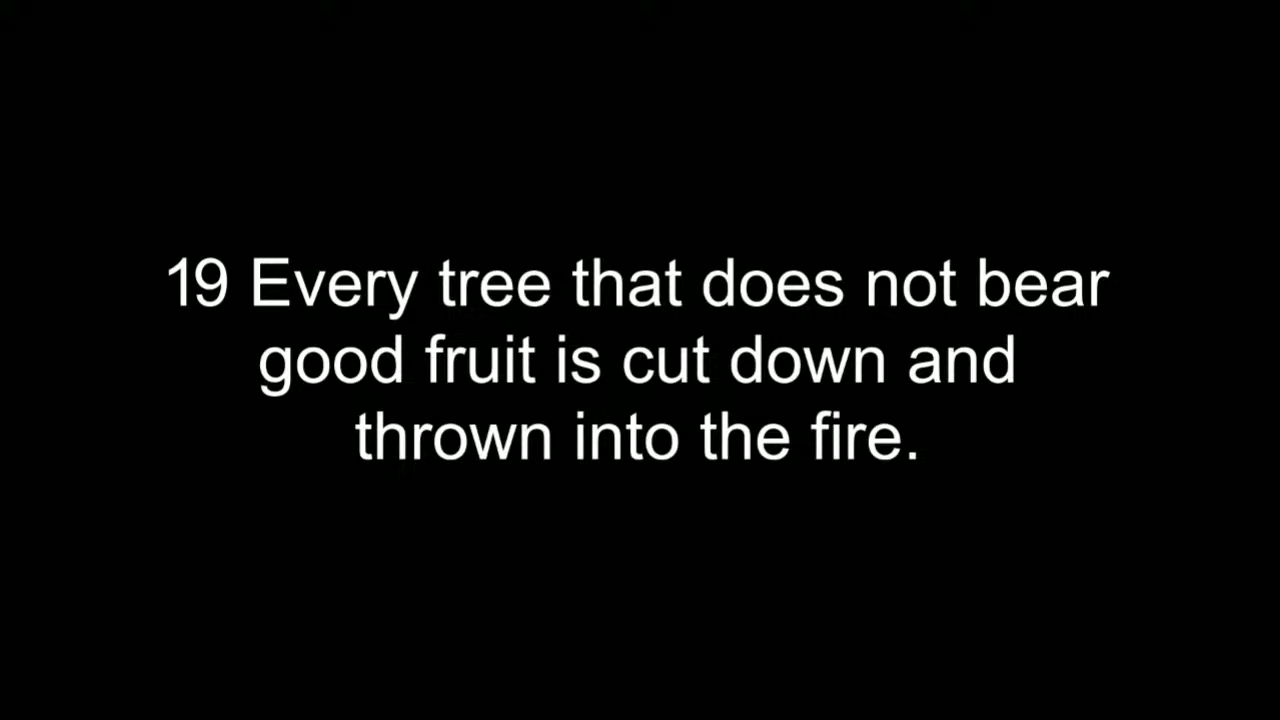 19 Every tree that does not bear
good fruit is cut down and
thrown into the fire.